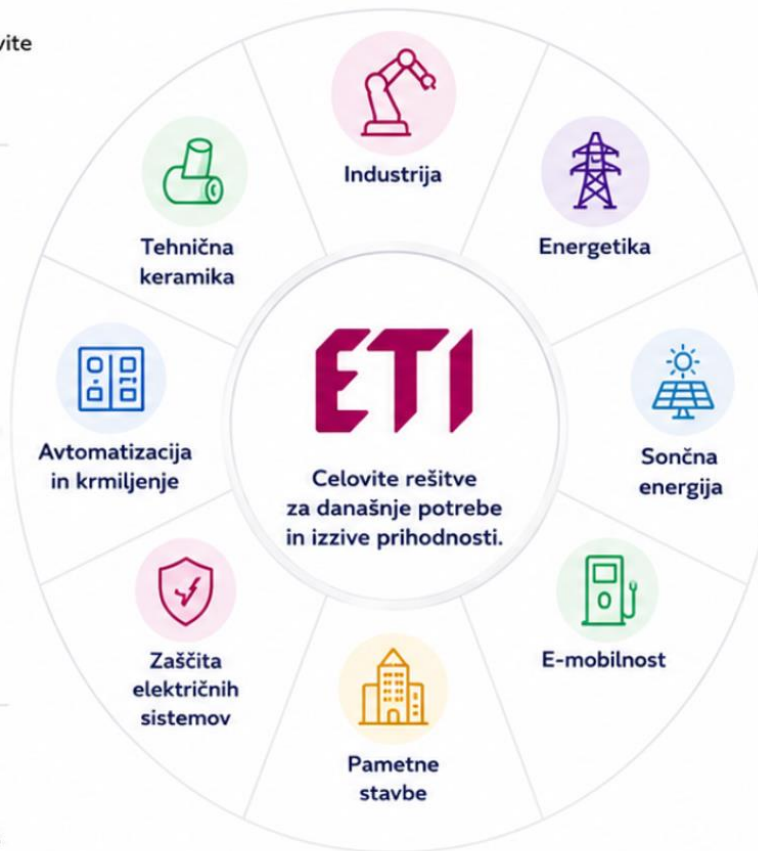 vite
Industrija
Energetika
Sončna
energija
E-mobilnost
Pametne
stavbe
Zaščita
električnih
sistemov
Avtomatizacija
in krmiljenje
Tehnična
keramika
ETI
Celovite rešitve
za današnje potrebe
in izzive prihodnosti.